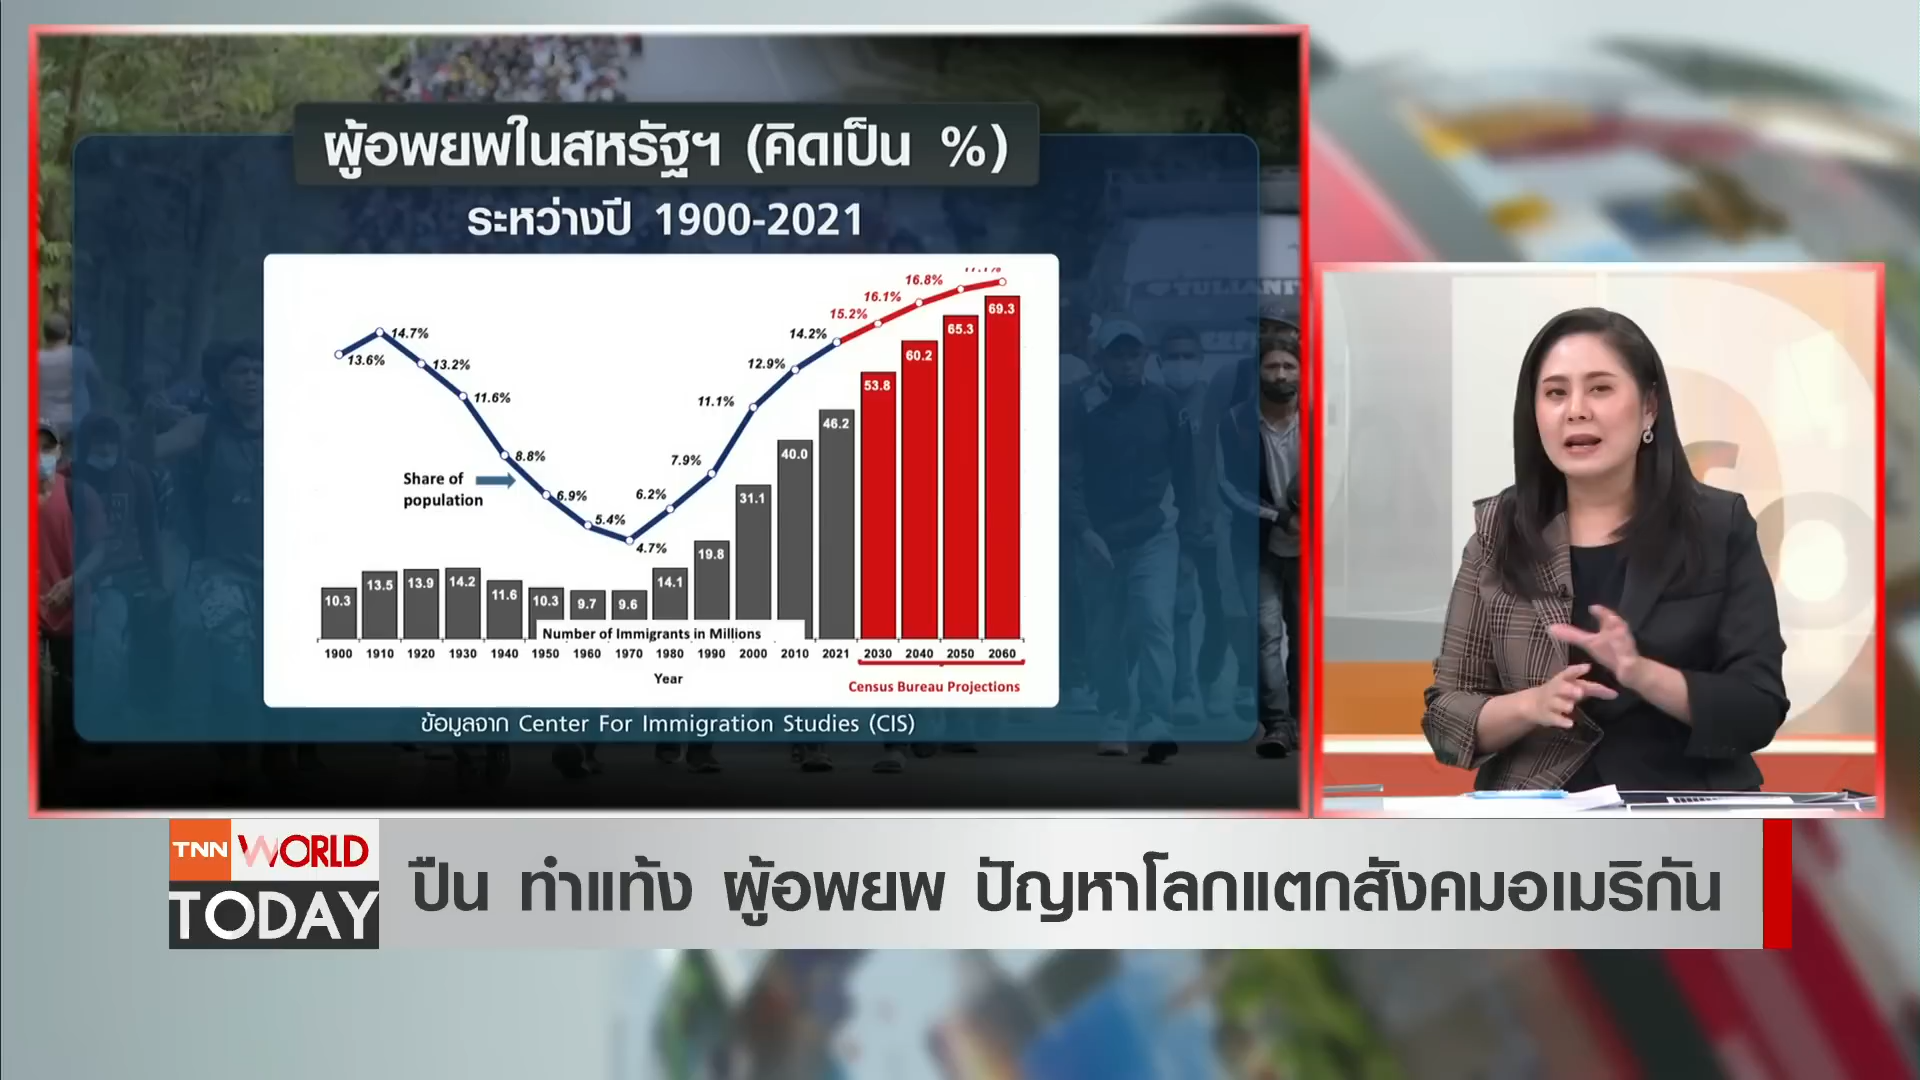 ผู้อพยพในสหรัฐฯ (คิดเป็น %)
ระหว่างปี 1900-2021
13.6% 14.7% 13.2% 11.6% 8.8% 6.9% 5.4% 4.7% 6.2% 7.9% 11.1% 12.9% 14.2% 15.2% 16.1% 16.8%
Share of
population
10.3 13.5 13.9 14.2 11.6 10.3 9.7 9.6 14.1 19.8 31.1 40.0 46.2 53.8 60.2 65.3 69.3
Number of Immigrants in Millions
1900 1910 1920 1930 1940 1950 1960 1970 1980 1990 2000 2010 2021 2030 2040 2050 2060
Year
Census Bureau Projections
ข้อมูลจาก Center For Immigration Studies (CIS)
TNN WORLD
TODAY
ปืน ทำแท้ง ผู้อพยพ ปัญหาโลกแตกสังคมอเมริกัน